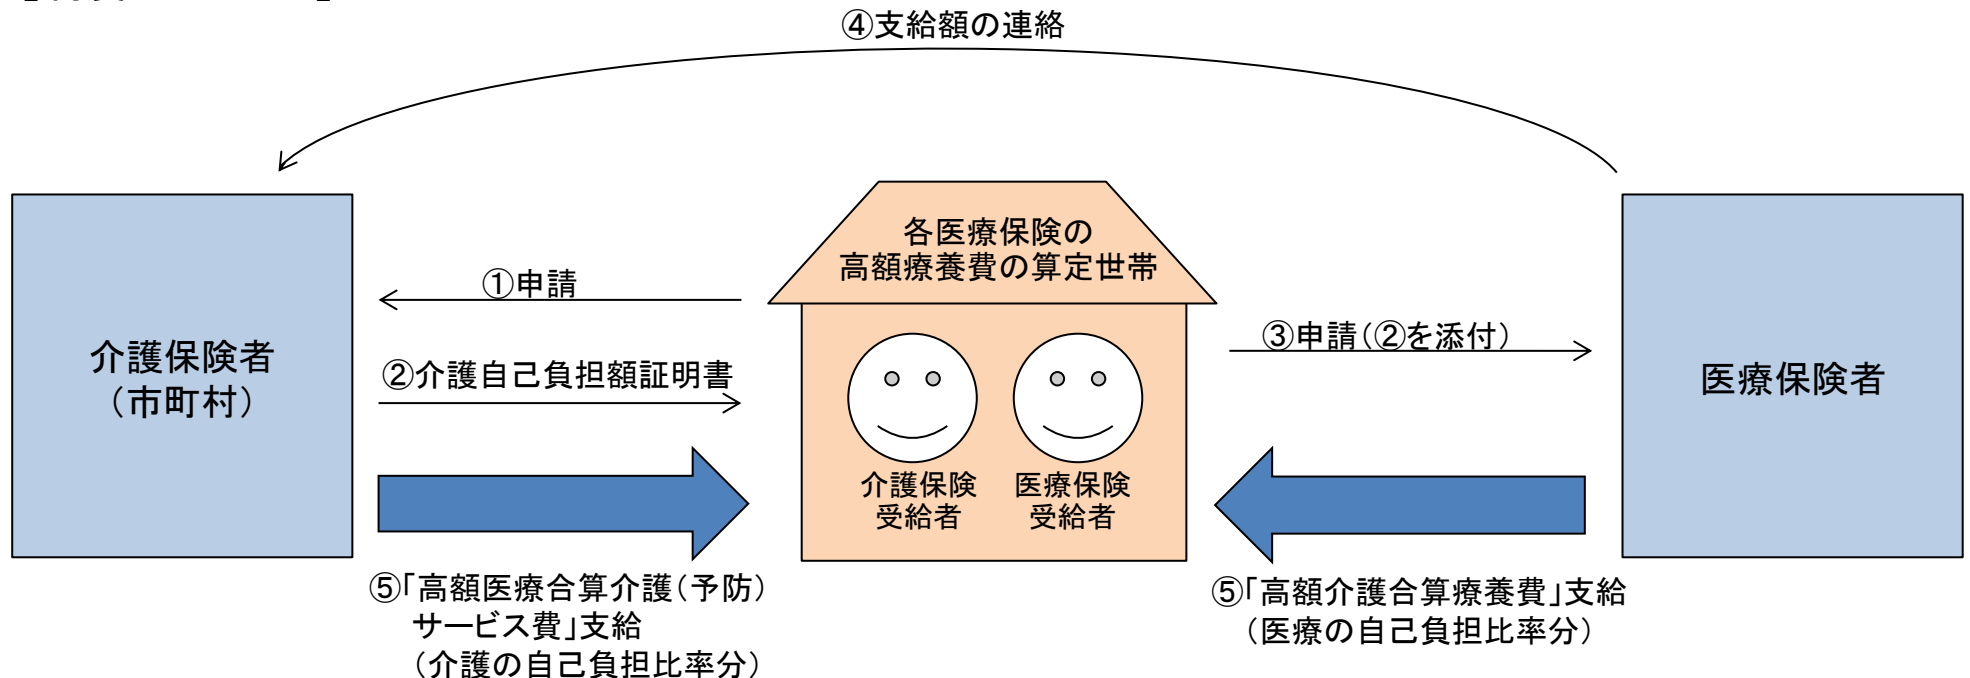 ④支給額の連絡
各医療保険の
高額療養費の算定世帯
①申請
③申請(②を添付)
介護保険者
(市町村)
②介護自己負担額証明書
医療保険者
介護保険
受給者
医療保険
受給者
⑤「高額医療合算介護(予防)
サービス費」支給
(介護の自己負担比率分)
⑤「高額介護合算療養費」支給
(医療の自己負担比率分)